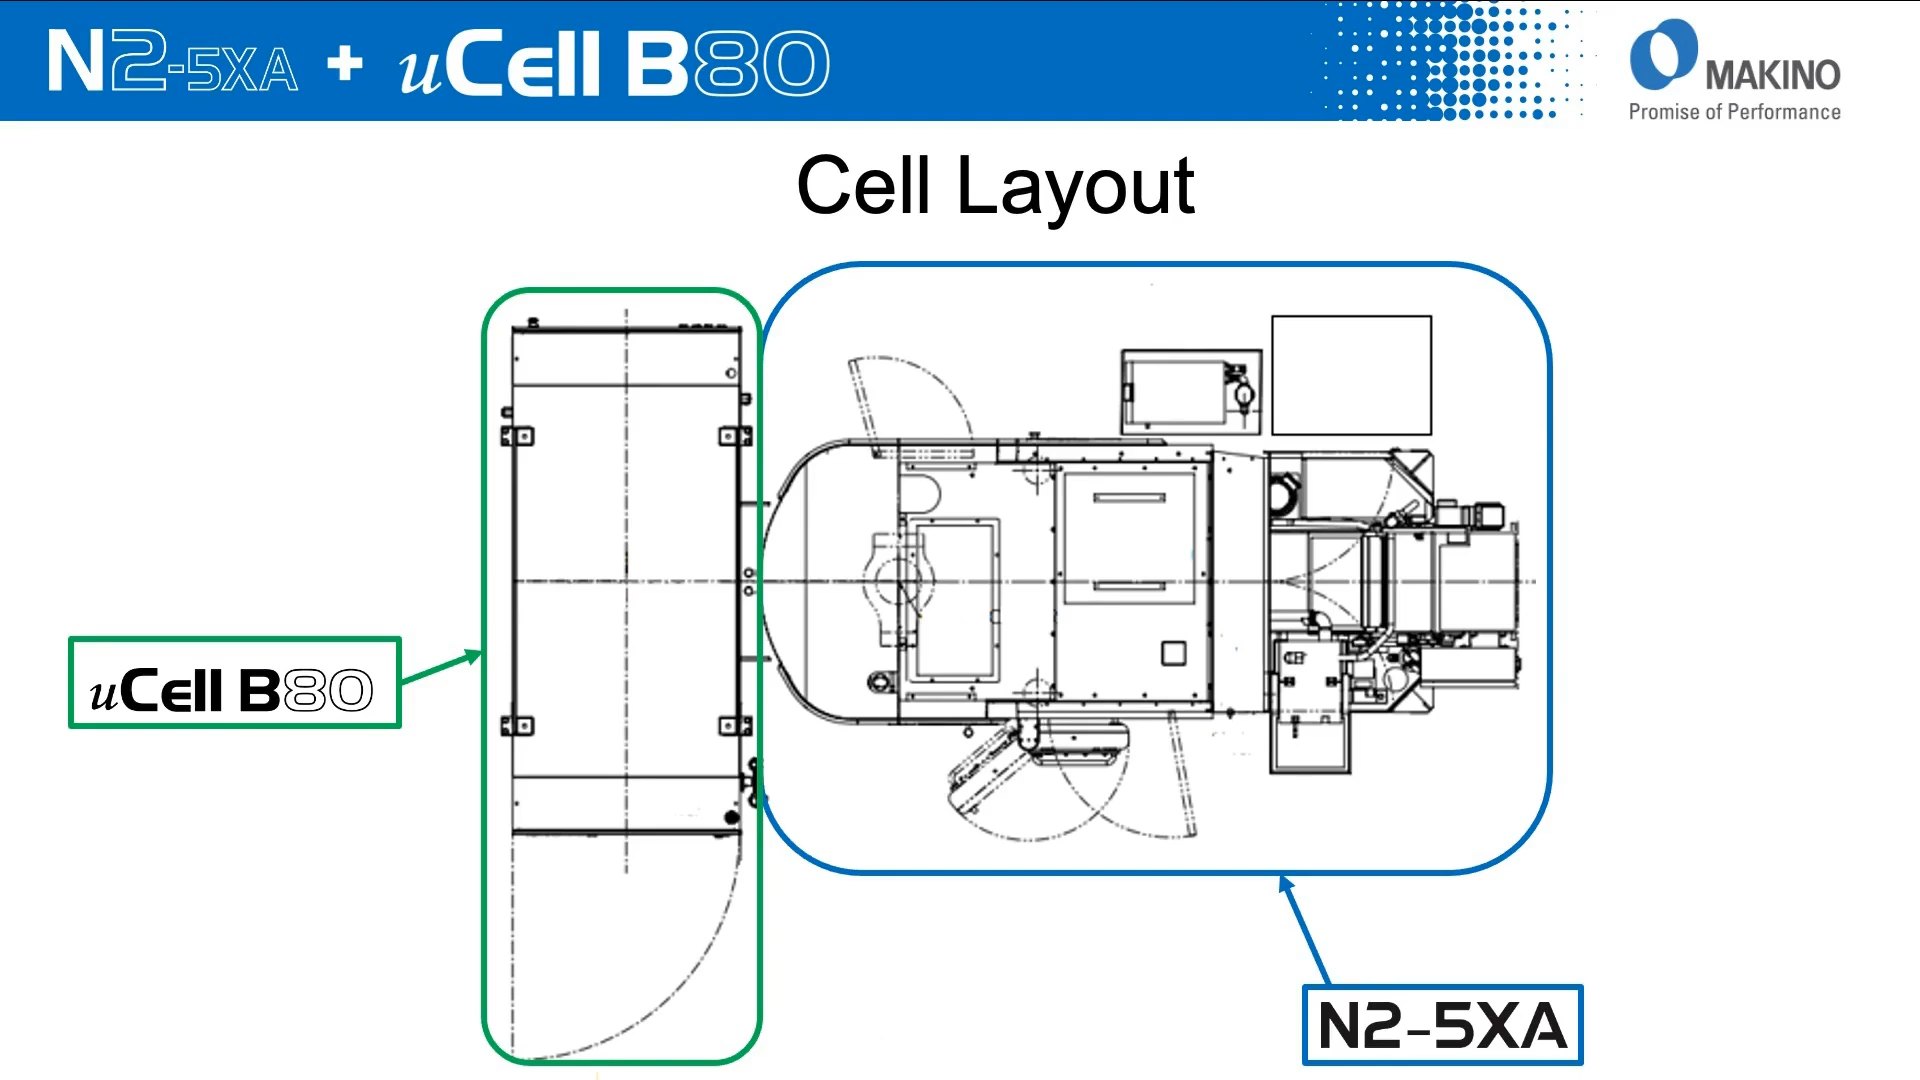 N2-5XA + uCell B80
MAKINO
Promise of Performance
Cell Layout
uCell B80
N2-5XA